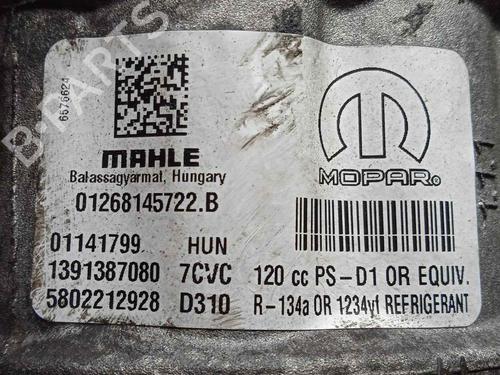 6576624
MAHLE
Balassagyarmat, Hungary
01268145722.B
01141799 HUN
1391387080 7CVC
5802212928 D310
MOPAR®
120 cc PS-D1 OR EQUIV.
R-134a OR 1234yf REFRIGERANT
B-PARTS